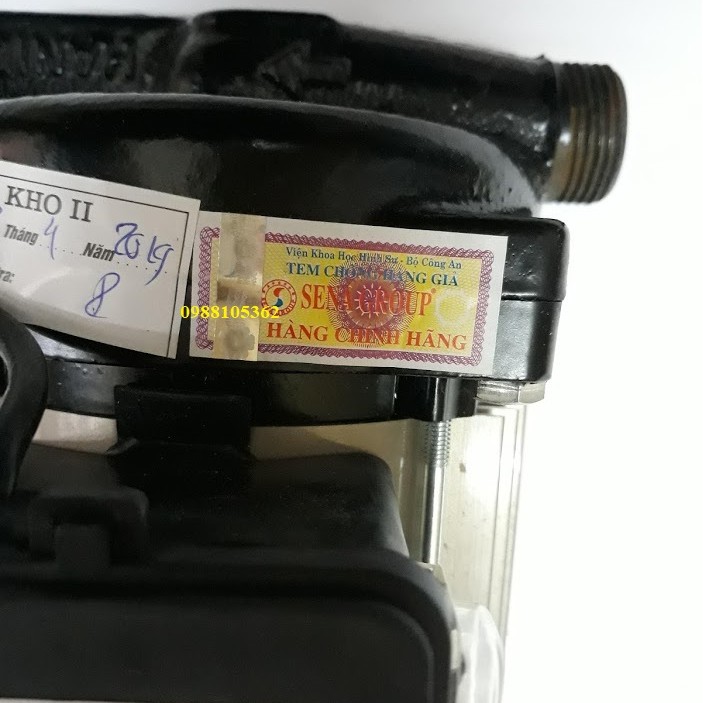 KHO II
Tháng 4 Năm 2019
8
Viện Khoa Học Hình Sự - Bộ Công An
TEM CHỐNG HÀNG GIẢ
SENA GROUP®
0988105362
HÀNG CHÍNH HÃNG